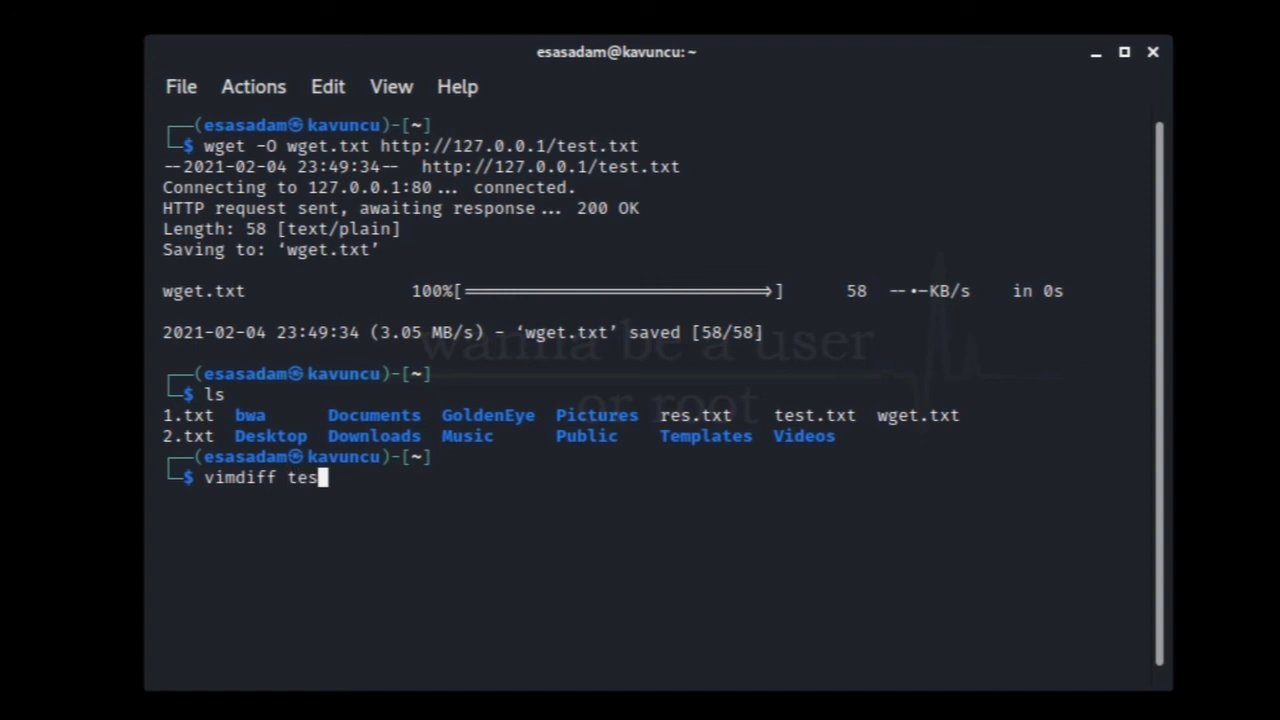 esasadam@kavuncu:~
File Actions Edit View Help
┌──(esasadam㉿kavuncu)-[~]
└─$ wget -O wget.txt http://127.0.0.1/test.txt
--2021-02-04 23:49:34--  http://127.0.0.1/test.txt
Connecting to 127.0.0.1:80... connected.
HTTP request sent, awaiting response... 200 OK
Length: 58 [text/plain]
Saving to: ‘wget.txt’
wget.txt 100%[===================>] 58 --.-KB/s in 0s
2021-02-04 23:49:34 (3.05 MB/s) - ‘wget.txt’ saved [58/58]
wanna be a user
┌──(esasadam㉿kavuncu)-[~]
└─$ ls
or root
1.txt bwa Documents GoldenEye Pictures res.txt test.txt wget.txt
2.txt Desktop Downloads Music Public Templates Videos
┌──(esasadam㉿kavuncu)-[~]
└─$ vimdiff tes